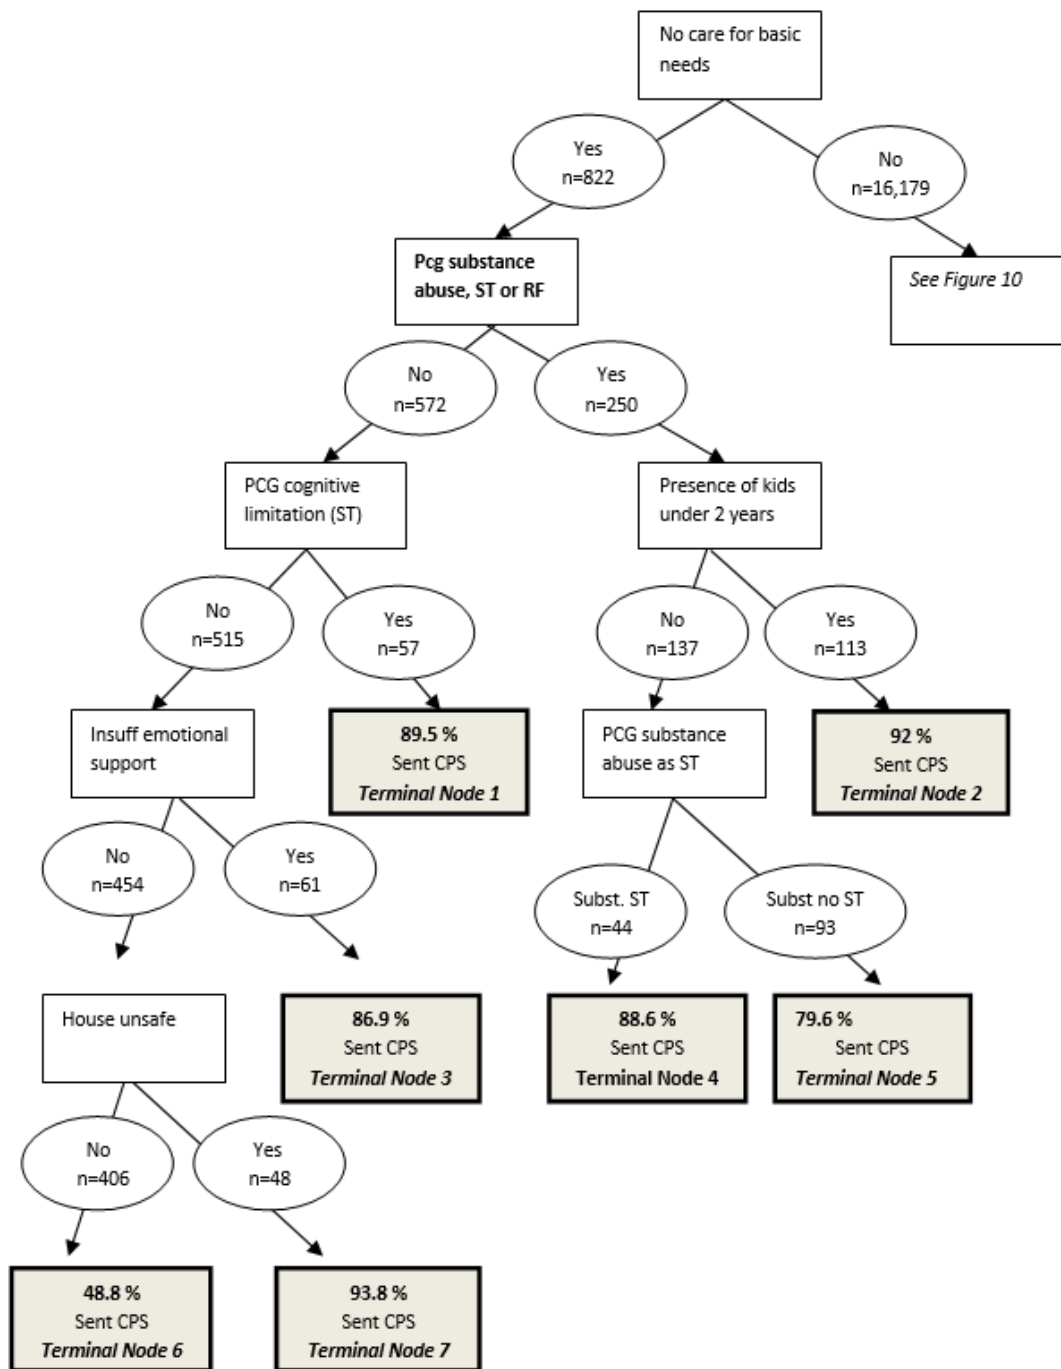 No care for basic
needs
Yes
n=822
No
n=16,179
Pcg substance
abuse, ST or RF
See Figure 10
No
n=572
Yes
n=250
PCG cognitive
limitation (ST)
Presence of kids
under 2 years
No
n=515
Yes
n=57
No
n=137
Yes
n=113
Insuff emotional
support
89.5 %
Sent CPS
Terminal Node 1
PCG substance
abuse as ST
92 %
Sent CPS
Terminal Node 2
No
n=454
Yes
n=61
Subst. ST
n=44
Subst no ST
n=93
House unsafe
86.9 %
Sent CPS
Terminal Node 3
88.6 %
Sent CPS
Terminal Node 4
79.6 %
Sent CPS
Terminal Node 5
No
n=406
Yes
n=48
48.8 %
Sent CPS
Terminal Node 6
93.8 %
Sent CPS
Terminal Node 7